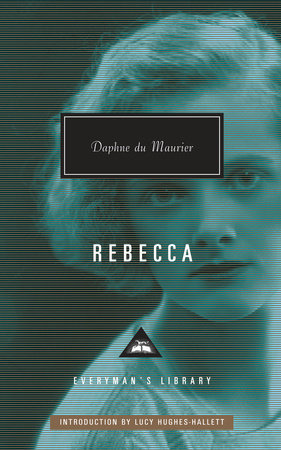 Daphne du Maurier
REBECCA
EVERYMAN'S LIBRARY
INTRODUCTION BY LUCY HUGHES-HALLETT